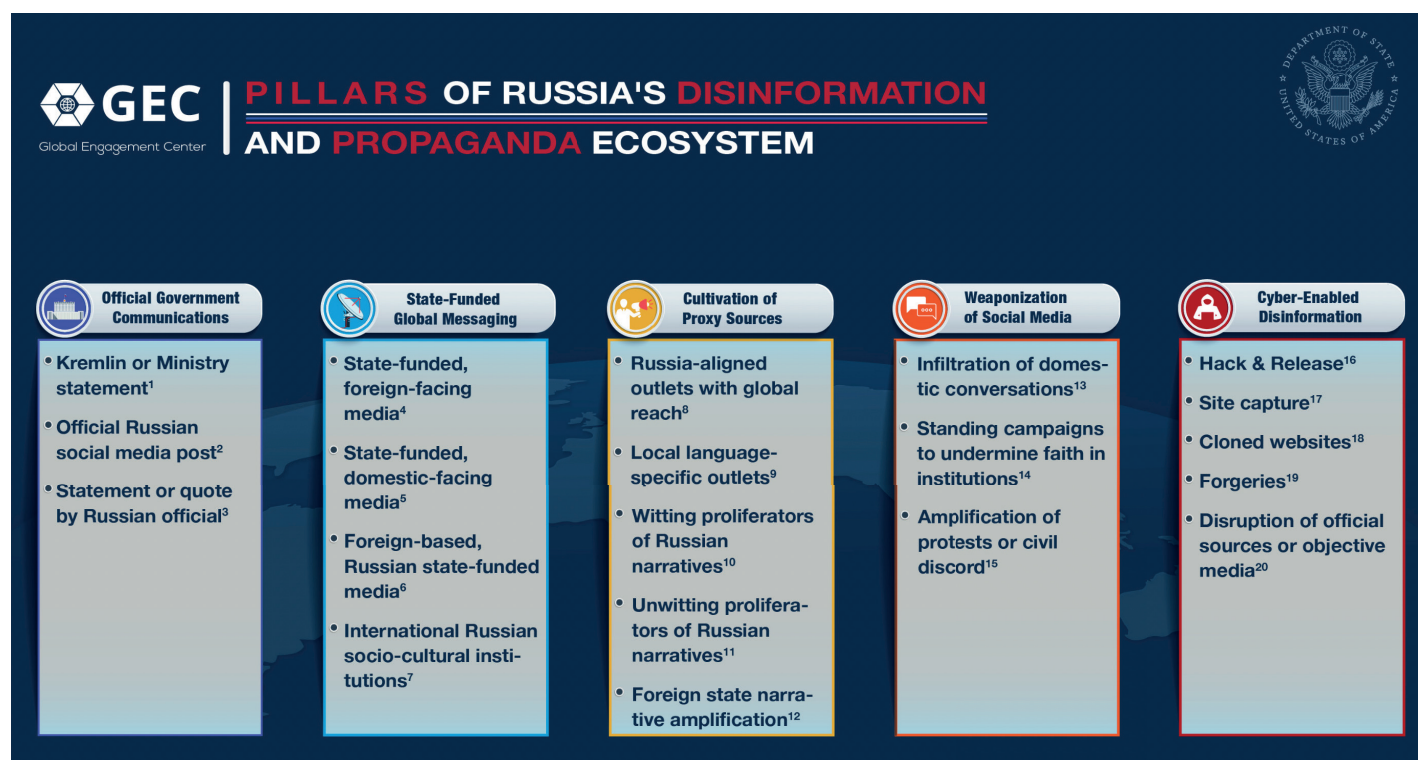 GEC
Global Engagement Center
PILLARS OF RUSSIA'S DISINFORMATION
AND PROPAGANDA ECOSYSTEM
DEPARTMENT OF STATE
UNITED STATES OF AMERICA
Official Government
Communications
• Kremlin or Ministry
statement¹
• Official Russian
social media post²
• Statement or quote
by Russian official³
State-Funded
Global Messaging
• State-funded,
foreign-facing
media⁴
• State-funded,
domestic-facing
media⁵
• Foreign-based,
Russian state-funded
media⁶
• International Russian
socio-cultural insti-
tutions⁷
Cultivation of
Proxy Sources
• Russia-aligned
outlets with global
reach⁸
• Local language-
specific outlets⁹
• Witting proliferators
of Russian
narratives¹⁰
• Unwitting prolifera-
tors of Russian
narratives¹¹
• Foreign state narra-
tive amplification¹²
Weaponization
of Social Media
• Infiltration of domes-
tic conversations¹³
• Standing campaigns
to undermine faith in
institutions¹⁴
• Amplification of
protests or civil
discord¹⁵
Cyber-Enabled
Disinformation
• Hack & Release¹⁶
• Site capture¹⁷
• Cloned websites¹⁸
• Forgeries¹⁹
• Disruption of official
sources or objective
media²⁰